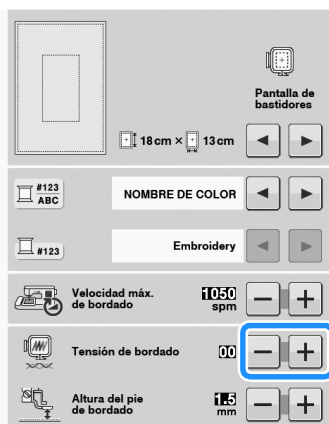 Pantalla de
bastidores
18 cm × 13 cm
#123
ABC
NOMBRE DE COLOR
#123
Embroidery
Velocidad máx.
de bordado
1050
spm
Tensión de bordado
00
Altura del pie
de bordado
1.5
mm